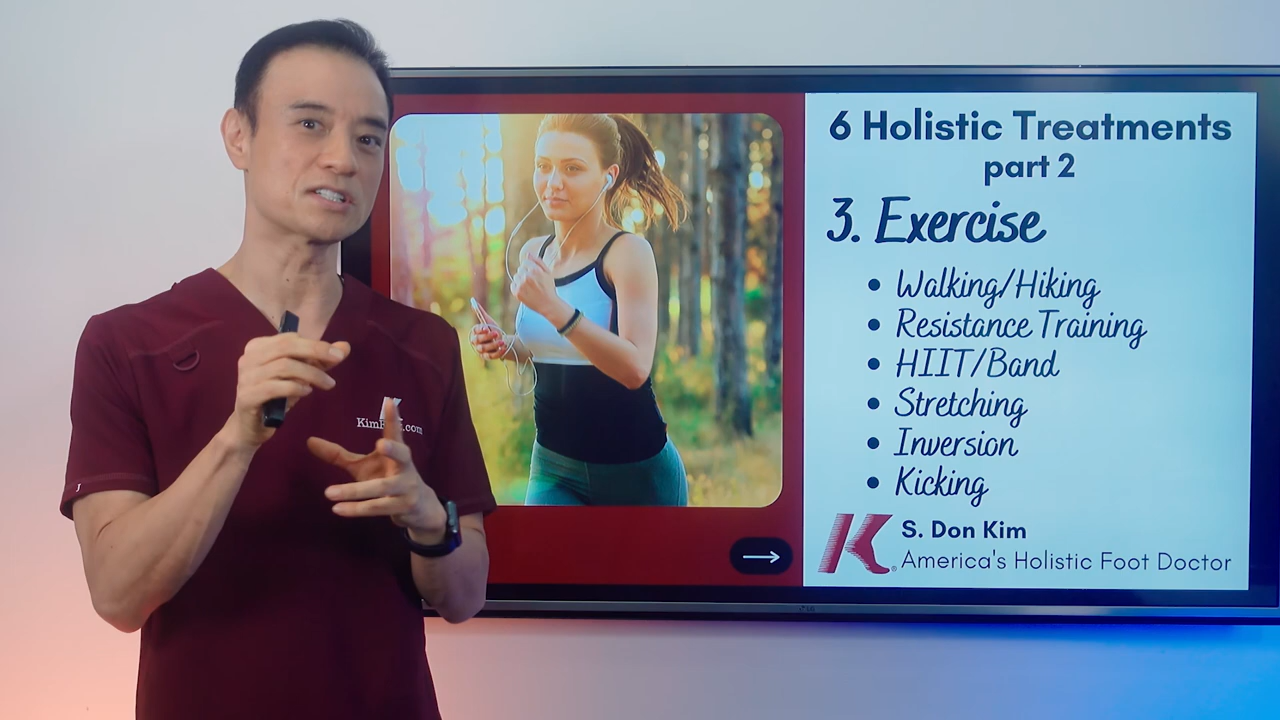 6 Holistic Treatments
part 2
3. Exercise
• Walking/Hiking
• Resistance Training
• HIIT/Band
• Stretching
• Inversion
• Kicking
K® S. Don Kim
America's Holistic Foot Doctor
J